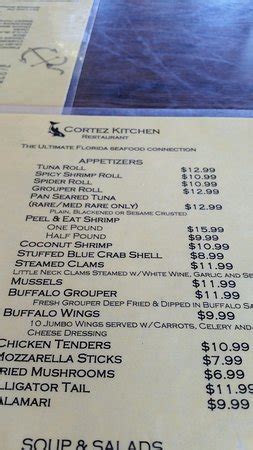 Cortez Kitchen
Restaurant
The Ultimate Florida seafood connection
Appetizers
Tuna Roll $12.99
Spicy Shrimp Roll $10.99
Spider Roll $10.99
Grouper Roll $12.99
Pan Seared Tuna
(rare/med rare only) $12.99
Plain, Blackened or Sesame Crusted
Peel & Eat Shrimp
One Pound $15.99
Half Pound $9.99
Coconut Shrimp $10.99
Stuffed Blue Crab Shell $8.99
Steamed Clams $11.99
Little Neck Clams Steamed w/ White Wine, Garlic and
Mussels $11.99
Buffalo Grouper $11.99
Fresh Grouper Deep Fried & Dipped in Buffalo
Buffalo Wings $9.99
10 Jumbo Wings served w/ Carrots, Celery and
Cheese Dressing
Chicken Tenders $10.99
Mozzarella Sticks $7.99
ried Mushrooms $6.99
lligator Tail $11.99
alamari $9.99
Soup & Salads